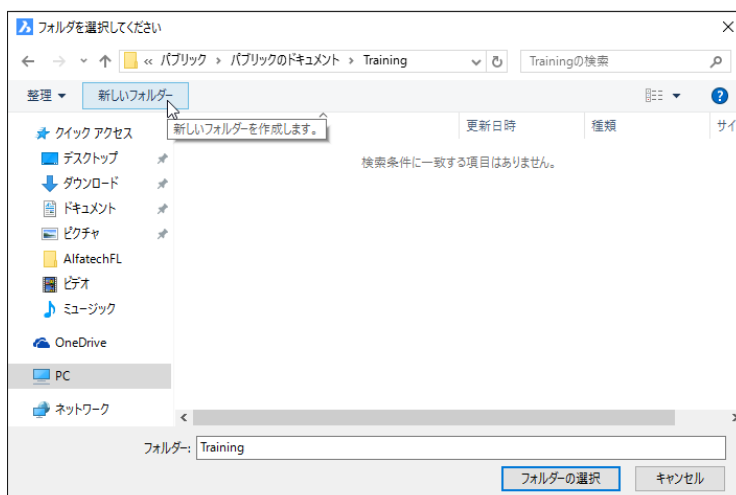 フォルダを選択してください
« パブリック › パブリックのドキュメント › Training
Trainingの検索
整理
新しいフォルダー
新しいフォルダーを作成します。
更新日時
種類
サイ
検索条件に一致する項目はありません。
クイック アクセス
デスクトップ
ダウンロード
ドキュメント
ピクチャ
AlfatechFL
ビデオ
ミュージック
OneDrive
PC
ネットワーク
フォルダー: Training
フォルダーの選択
キャンセル